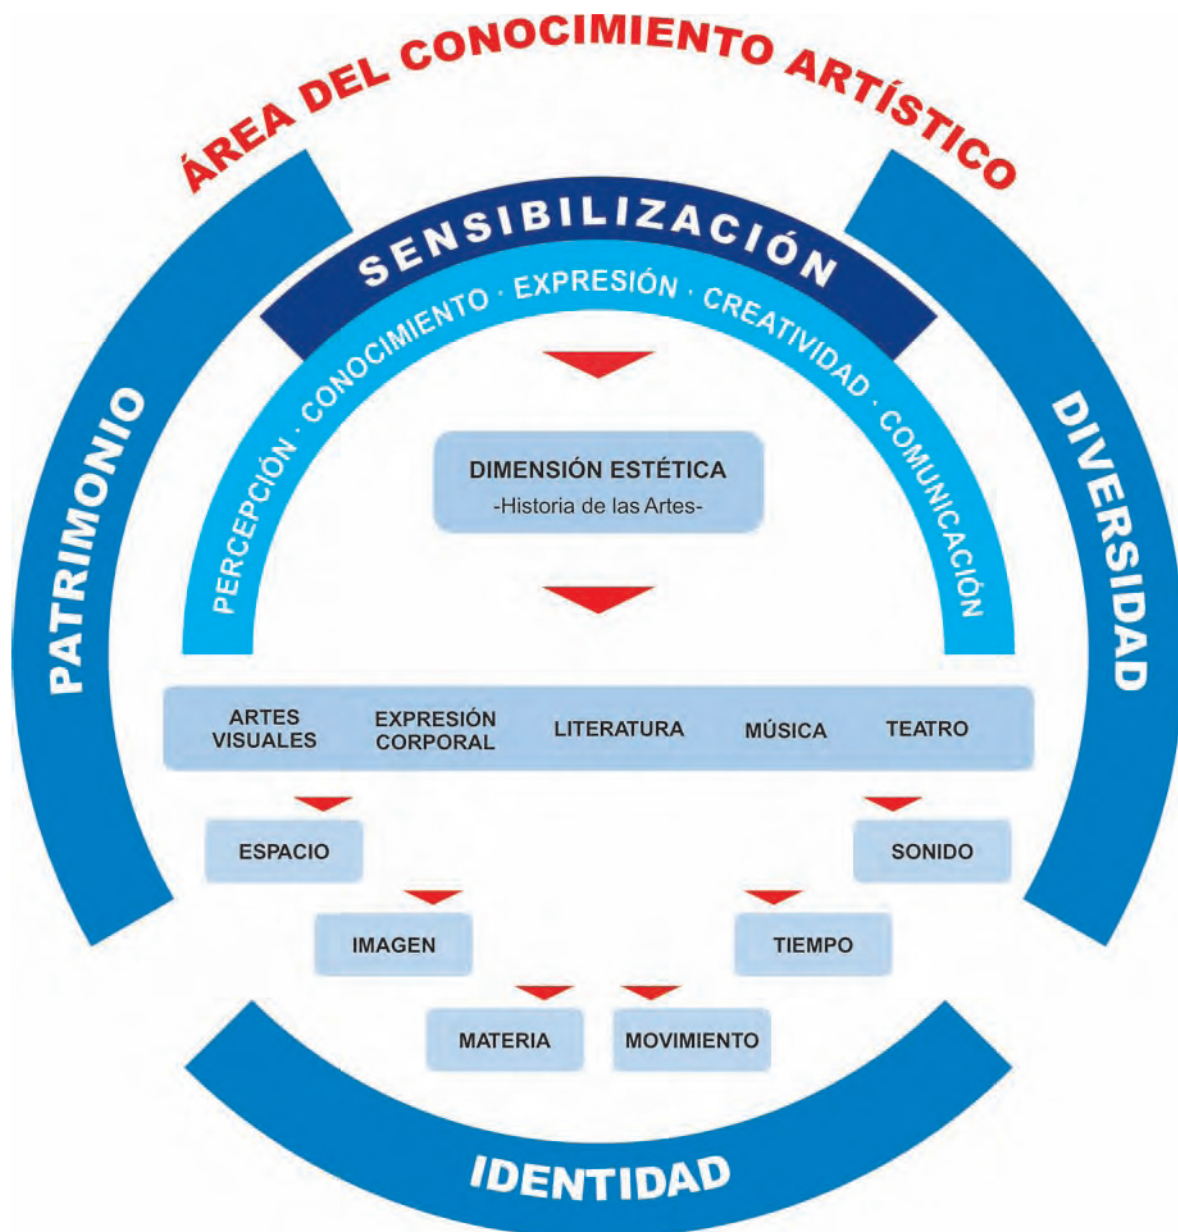 ÁREA DEL CONOCIMIENTO ARTÍSTICO
SENSIBILIZACIÓN
PERCEPCIÓN · CONOCIMIENTO · EXPRESIÓN · CREATIVIDAD · COMUNICACIÓN
PATRIMONIO
DIVERSIDAD
DIMENSIÓN ESTÉTICA
-Historia de las Artes-
ARTES
VISUALES
EXPRESIÓN
CORPORAL
LITERATURA
MÚSICA
TEATRO
ESPACIO
SONIDO
IMAGEN
TIEMPO
MATERIA
MOVIMIENTO
IDENTIDAD